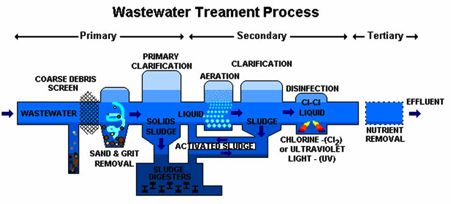 Wastewater Treament Process
Primary
Secondary
Tertiary
COARSE DEBRIS
SCREEN
PRIMARY
CLARIFICATION
AERATION
CLARIFICATION
DISINFECTION
WASTEWATER
SOLIDS
SLUDGE
LIQUID
SLUDGE
Cl-Cl
LIQUID
EFFLUENT
NUTRIENT
REMOVAL
SAND & GRIT
REMOVAL
ACTIVATED SLUDGE
CHLORINE -(Cl2)
or ULTRAVIOLET
LIGHT - (UV)
SLUDGE
DIGESTERS